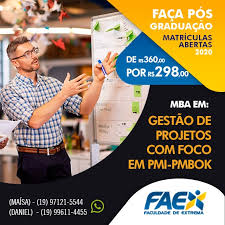 FAÇA PÓS
GRADUAÇÃO
MATRÍCULAS
ABERTAS
2020
DE R$360,00
POR R$298,00
MBA EM:
GESTÃO DE
PROJETOS
COM FOCO
EM PMI-PMBOK
(MAÍSA) - (19) 97121-5544
(DANIEL) - (19) 99611-4455
FAEX
FACULDADE DE EXTREMA